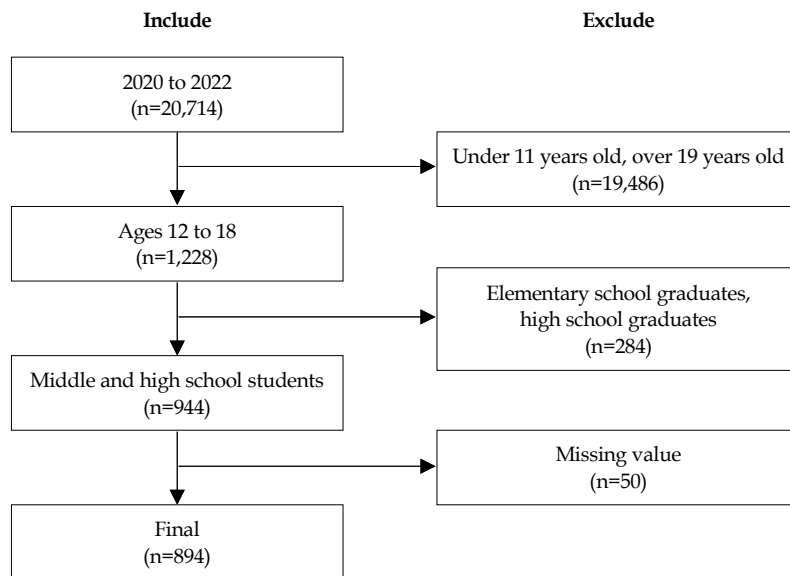 Include
Exclude
2020 to 2022
(n=20,714)
Under 11 years old, over 19 years old
(n=19,486)
Ages 12 to 18
(n=1,228)
Elementary school graduates,
high school graduates
(n=284)
Middle and high school students
(n=944)
Missing value
(n=50)
Final
(n=894)